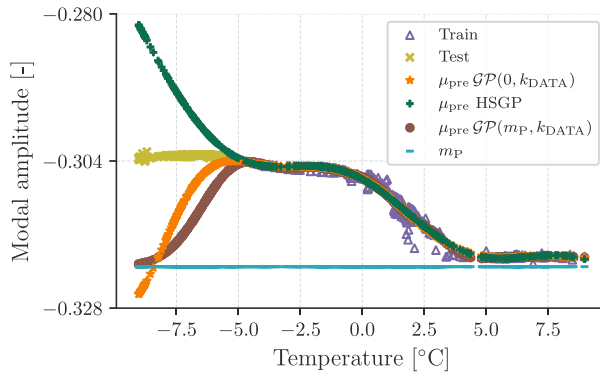 −0.280
−0.304
−0.328
Modal amplitude [-]
Train
Test
μpre GP(0, kDATA)
μpre HSGP
μpre GP(mP, kDATA)
mP
−7.5 −5.0 −2.5 0.0 2.5 5.0 7.5
Temperature [°C]